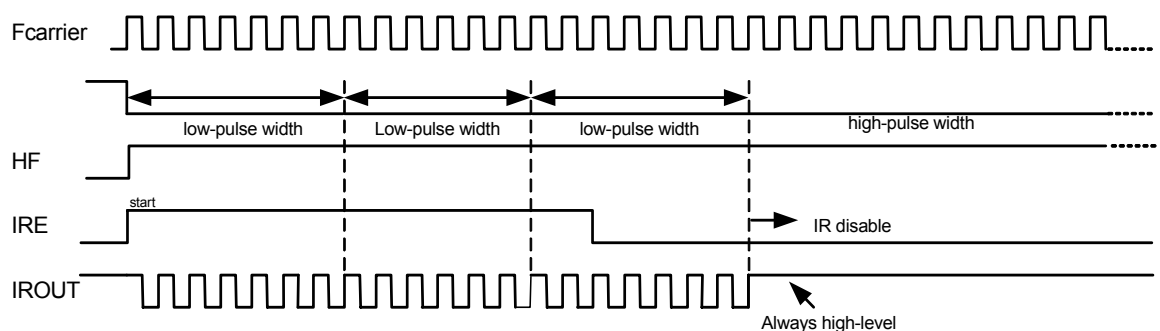 Fcarrier
low-pulse width Low-pulse width low-pulse width high-pulse width
HF
start
IRE
IR disable
IROUT
Always high-level